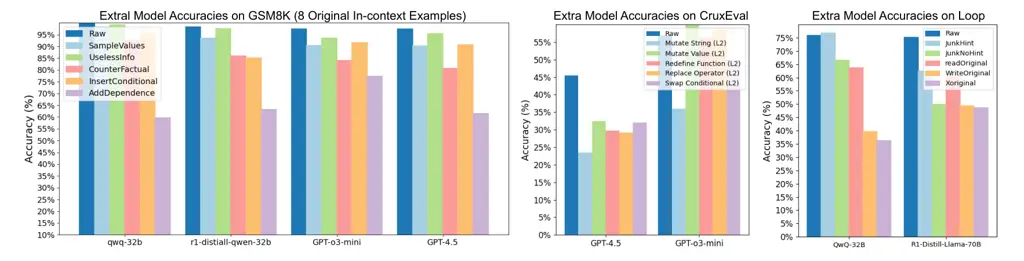 Extral Model Accuracies on GSM8K (8 Original In-context Examples)
Accuracy (%)
95%
90%
85%
80%
75%
70%
65%
60%
55%
50%
45%
40%
35%
30%
25%
20%
15%
10%
Raw
SampleValues
UselessInfo
CounterFactual
InsertConditional
AddDependence
qwq-32b
r1-distiall-qwen-32b
GPT-o3-mini
GPT-4.5
Extra Model Accuracies on CruxEval
Accuracy (%)
55%
50%
45%
40%
35%
30%
25%
20%
15%
10%
5%
0%
Raw
Mutate String (L2)
Mutate Value (L2)
Redefine Function (L2)
Replace Operator (L2)
Swap Conditional (L2)
GPT-4.5
GPT-o3-mini
Extra Model Accuracies on Loop
Accuracy (%)
75%
70%
65%
60%
55%
50%
45%
40%
35%
30%
25%
20%
15%
10%
5%
0%
Raw
JunkHint
JunkNoHint
readOriginal
WriteOriginal
Xoriginal
QwQ-32B
R1-Distill-Llama-70B